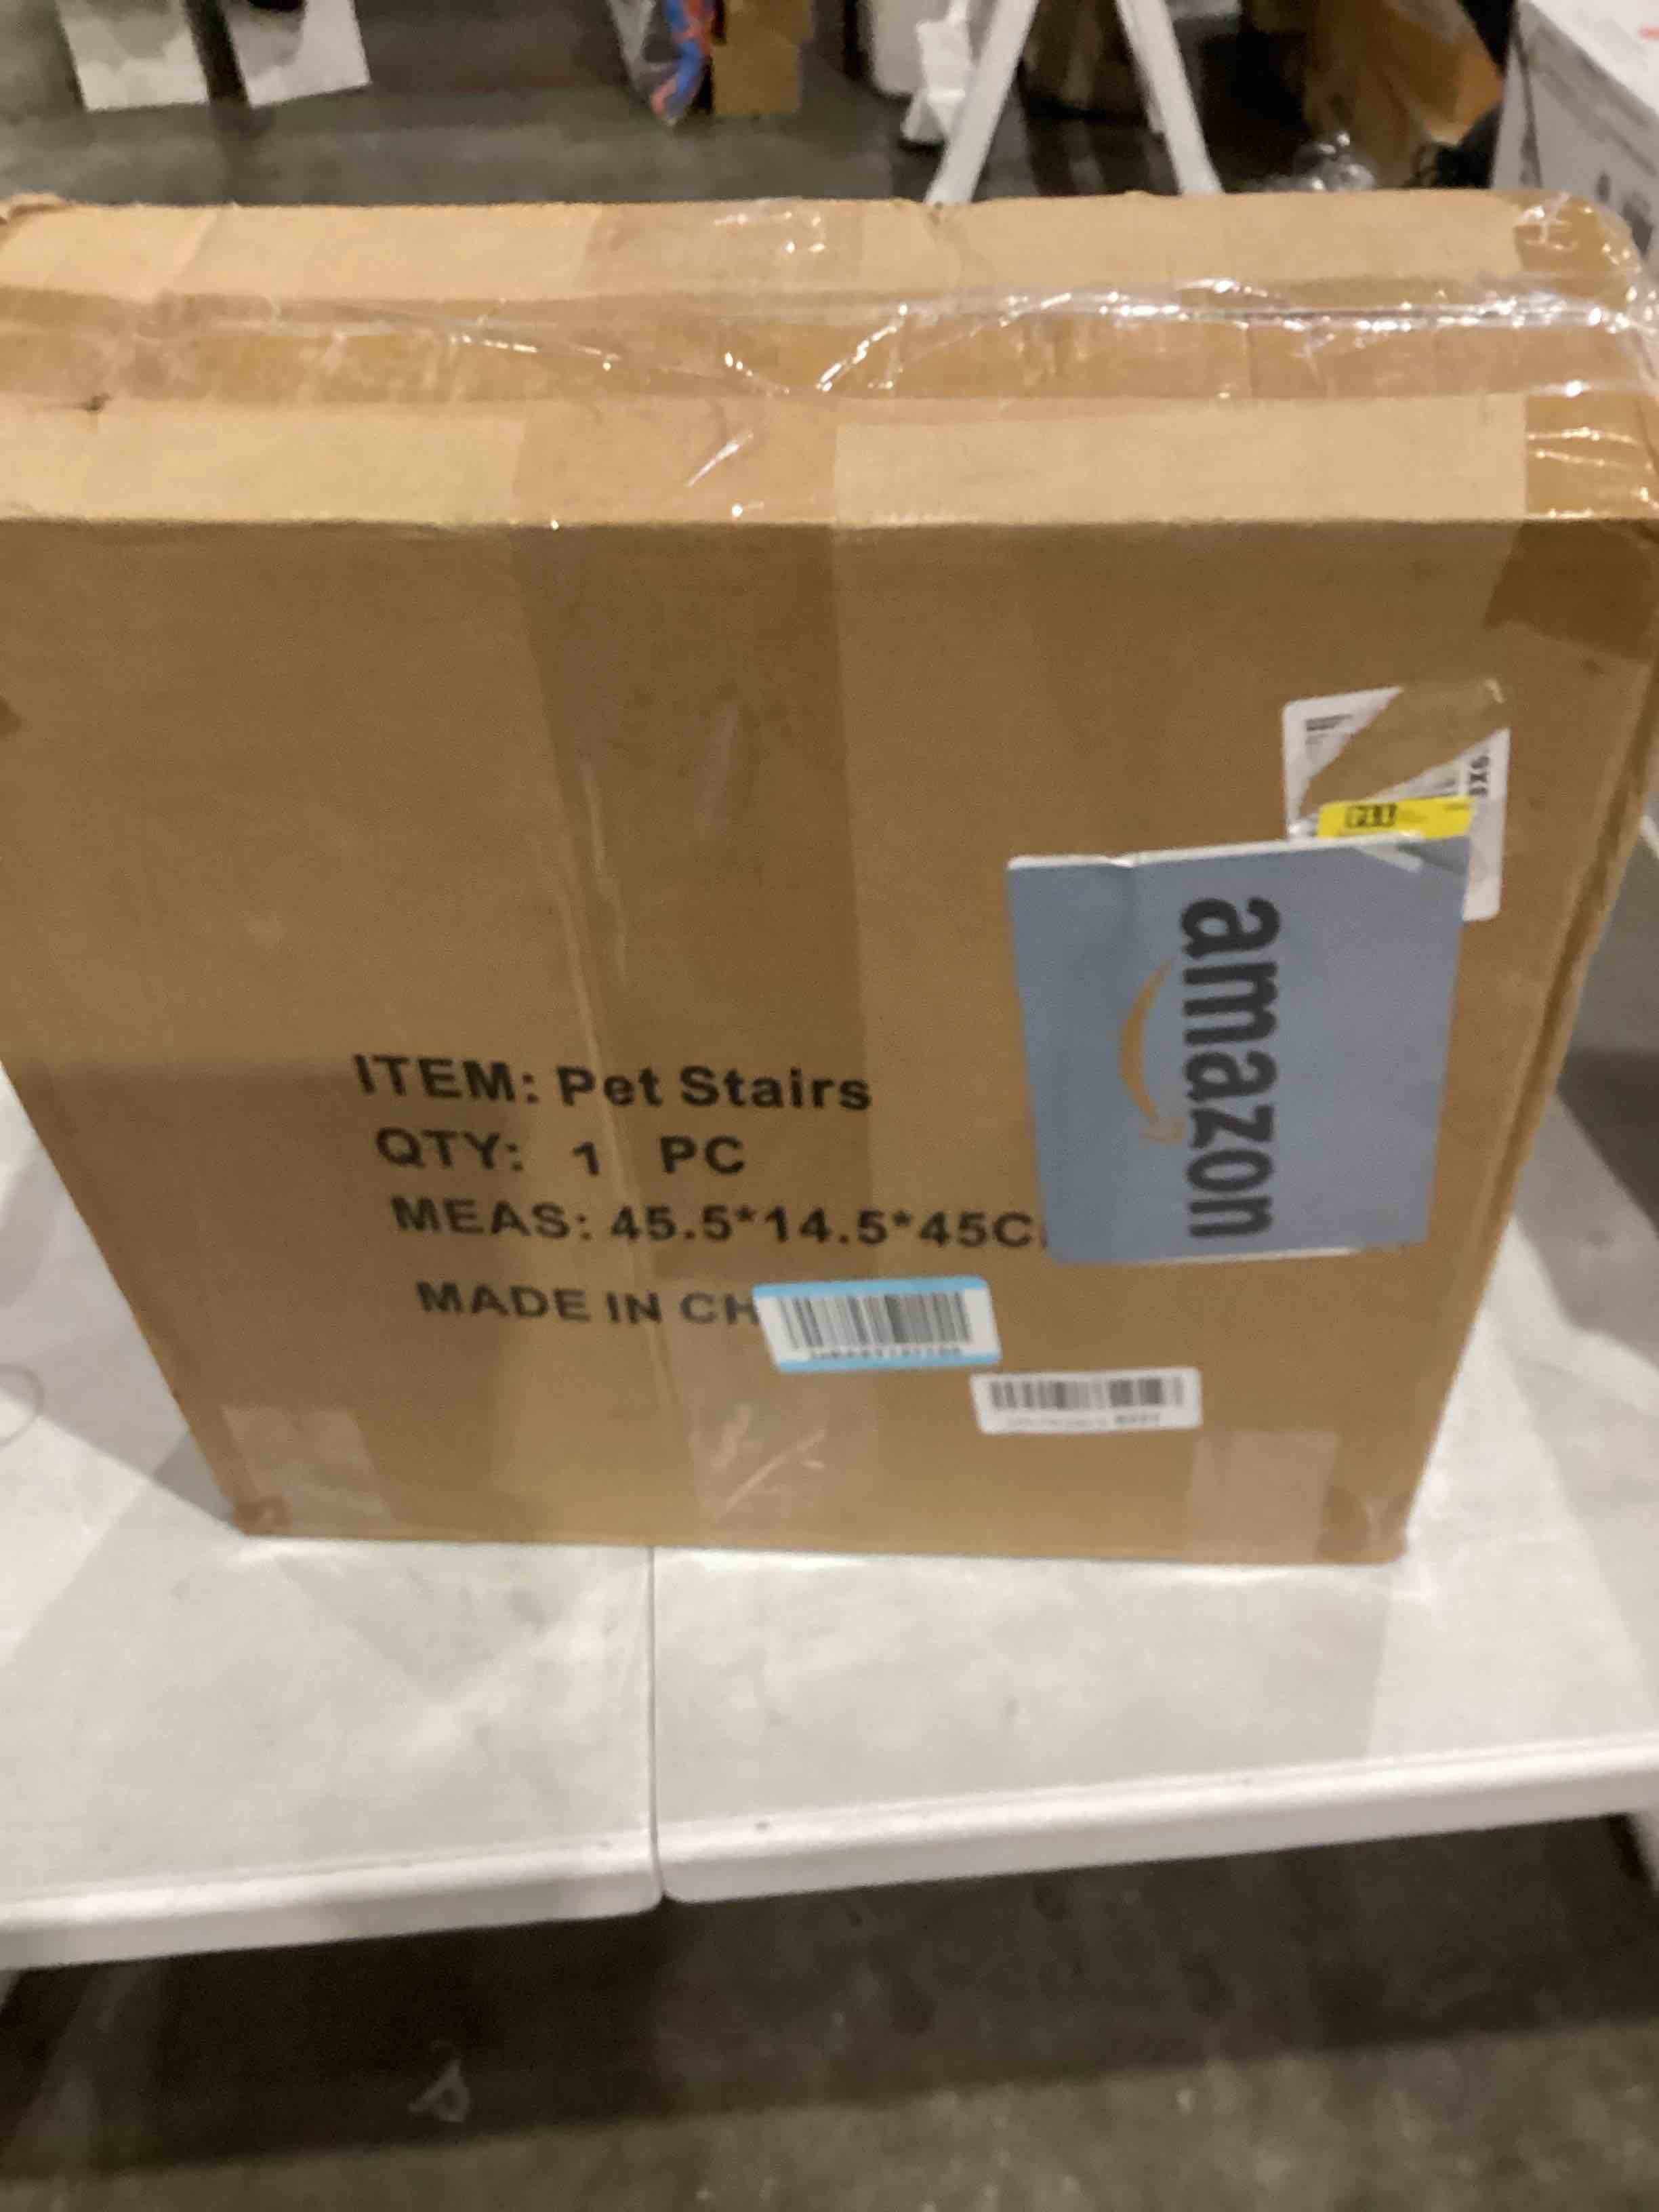 ITEM: Pet Stairs
QTY: 1 PC
MEAS: 45.5*14.5*45C
MADE IN CH
amazon